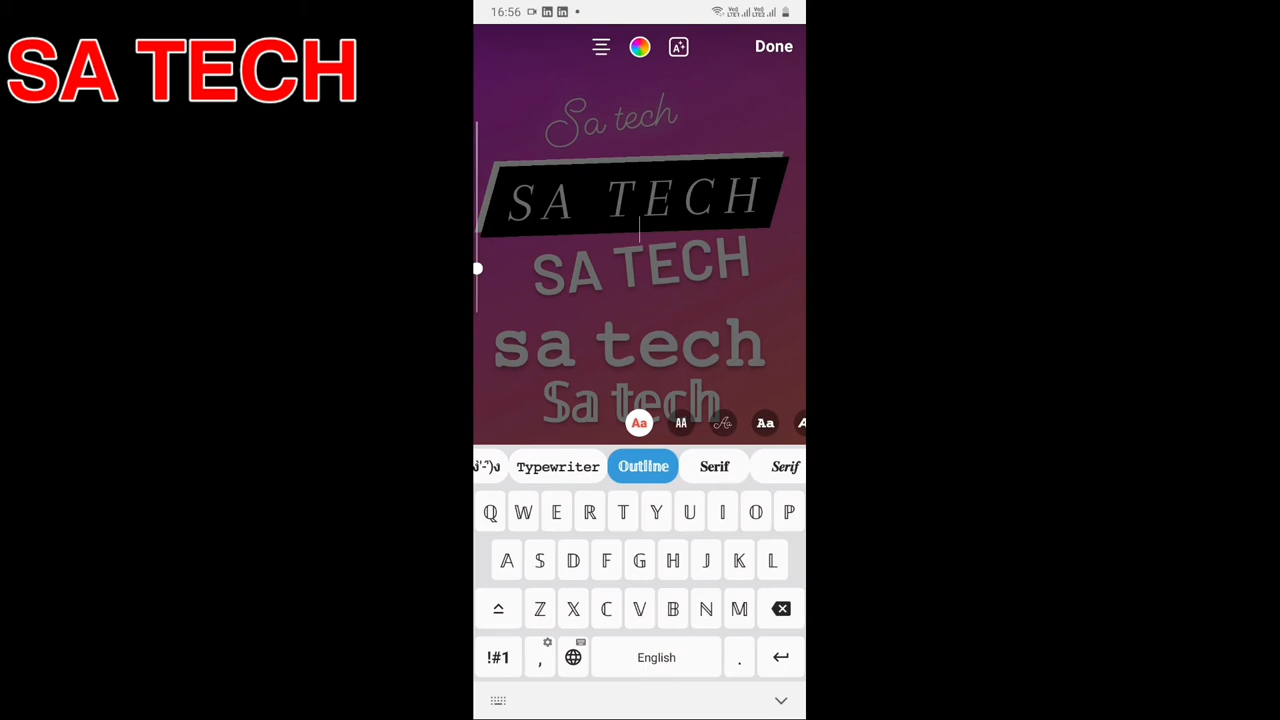 16:56
SA TECH
Done
Sa tech
SA TECH
SA TECH
sa tech
𝕊a tech
Aa AA Aa Aa
Typewriter Outline Serif Serif
ℚ 𝕎 𝔼 ℝ 𝕋 𝕐 𝕌 𝕀 𝕆 ℙ
𝔸 𝕊 𝔻 𝔽 𝔾 ℍ 𝕁 𝕂 𝕃
ℤ 𝕏 ℂ 𝕍 𝔹 ℕ 𝕄
!#1 , English .